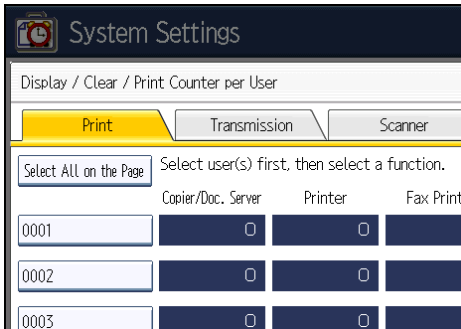 System Settings
Display / Clear / Print Counter per User
Print Transmission Scanner
Select All on the Page Select user(s) first, then select a function.
Copier/Doc. Server Printer Fax Print
0001 0 0
0002 0 0
0003 0 0